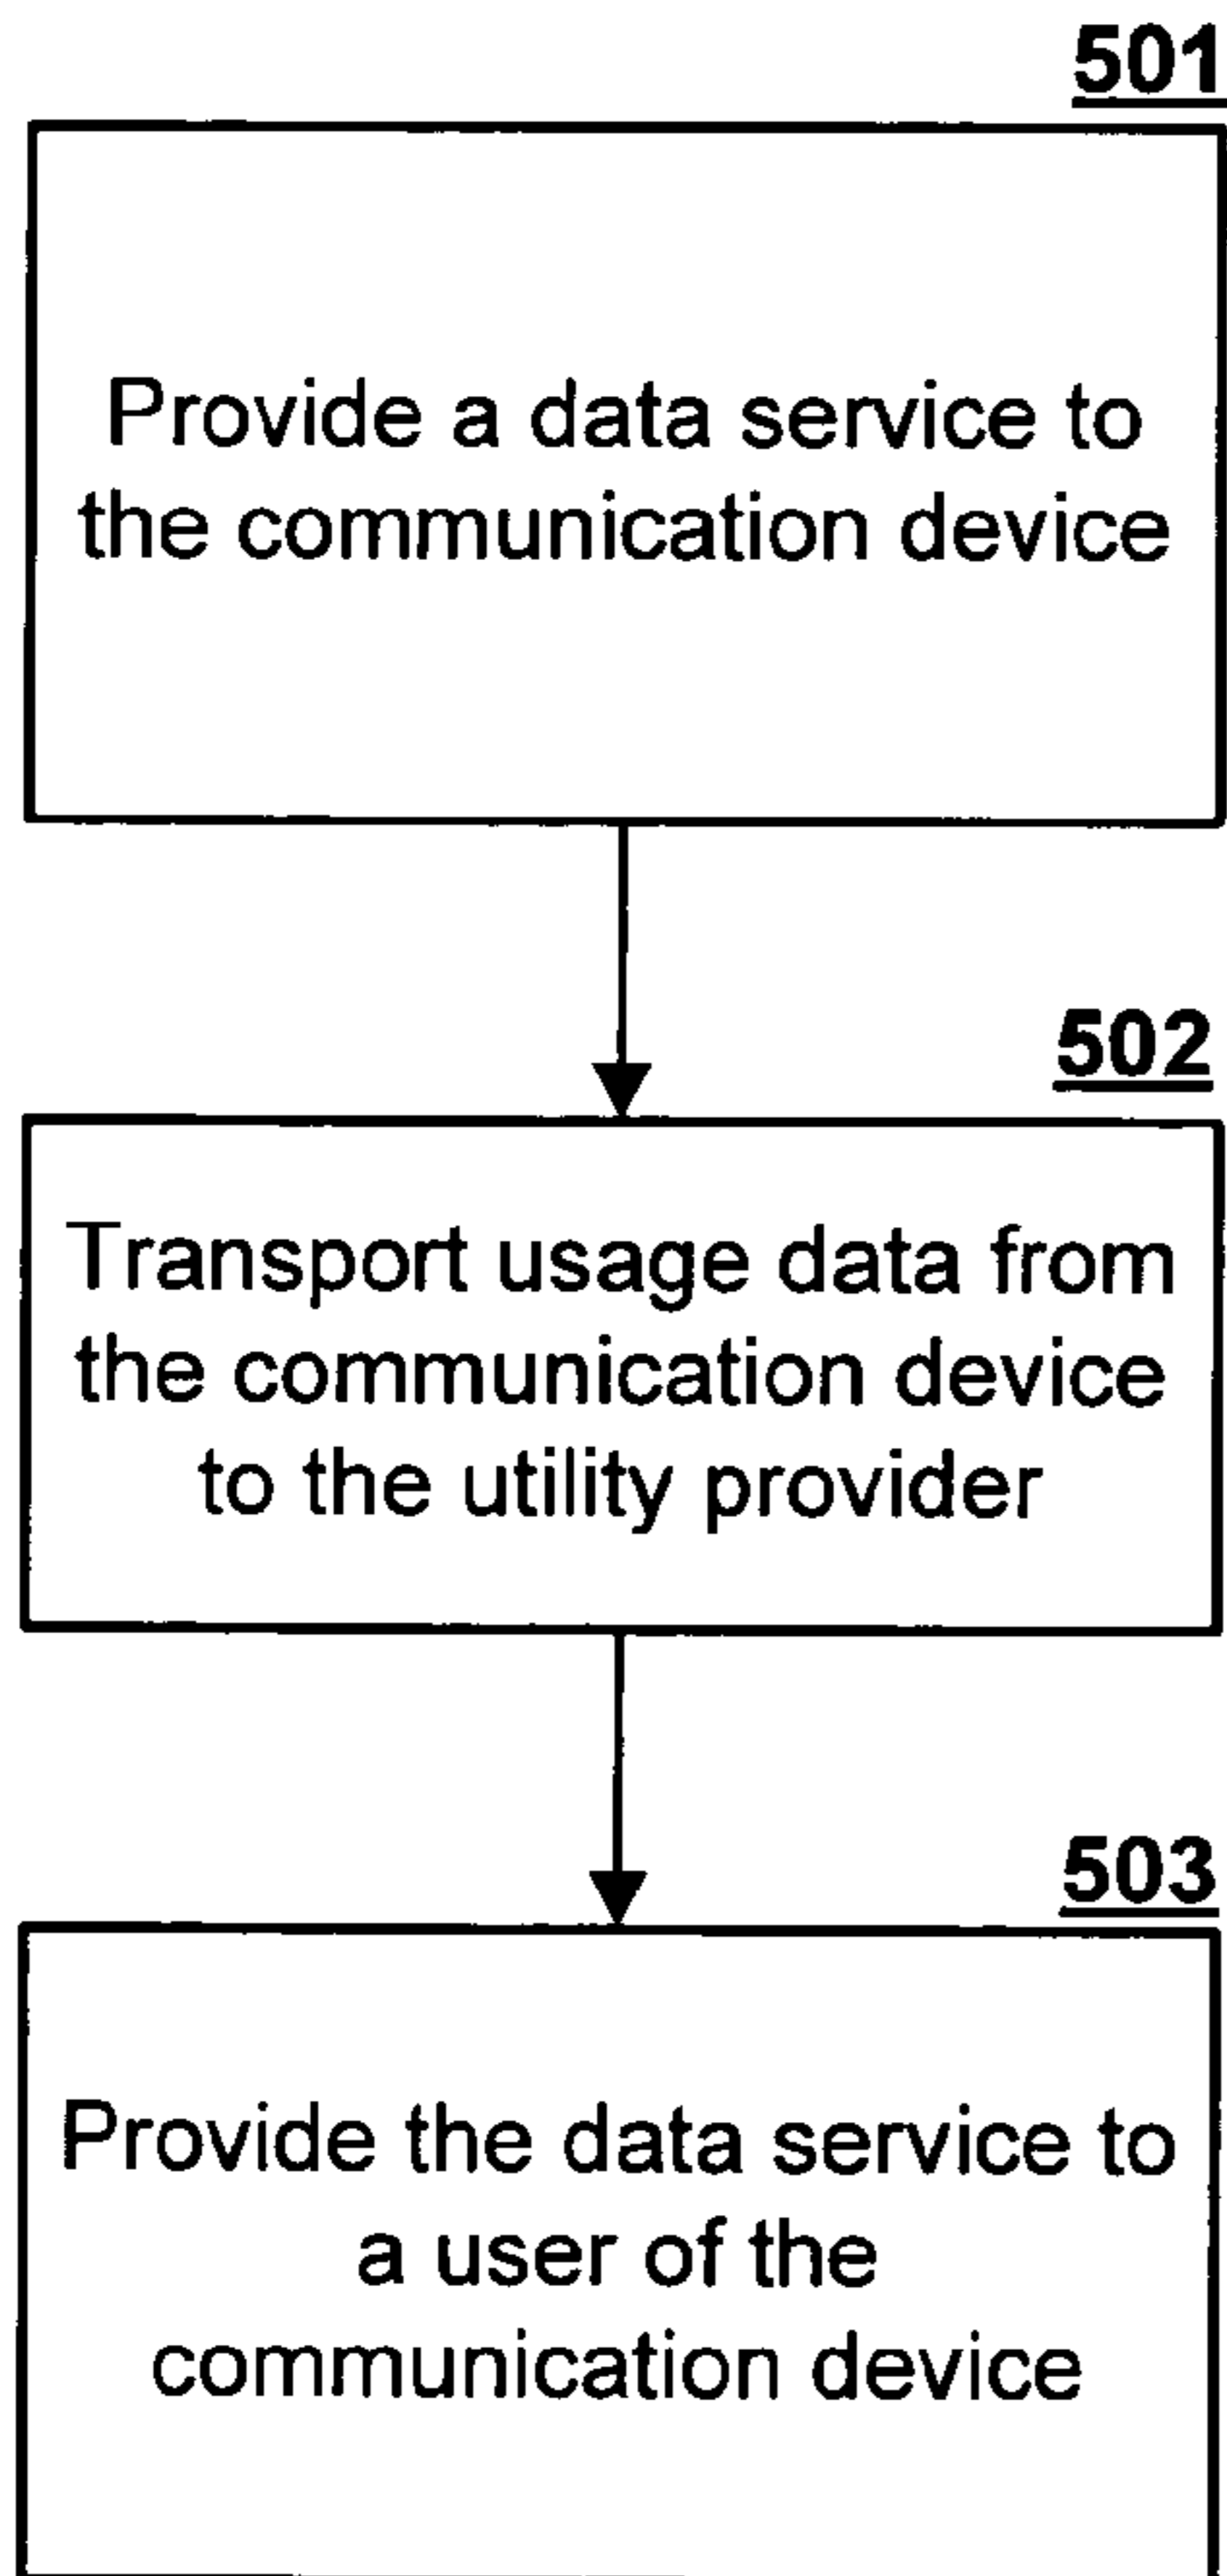 501
Provide a data service to
the communication device
502
Transport usage data from
the communication device
to the utility provider
503
Provide the data service to
a user of the
communication device